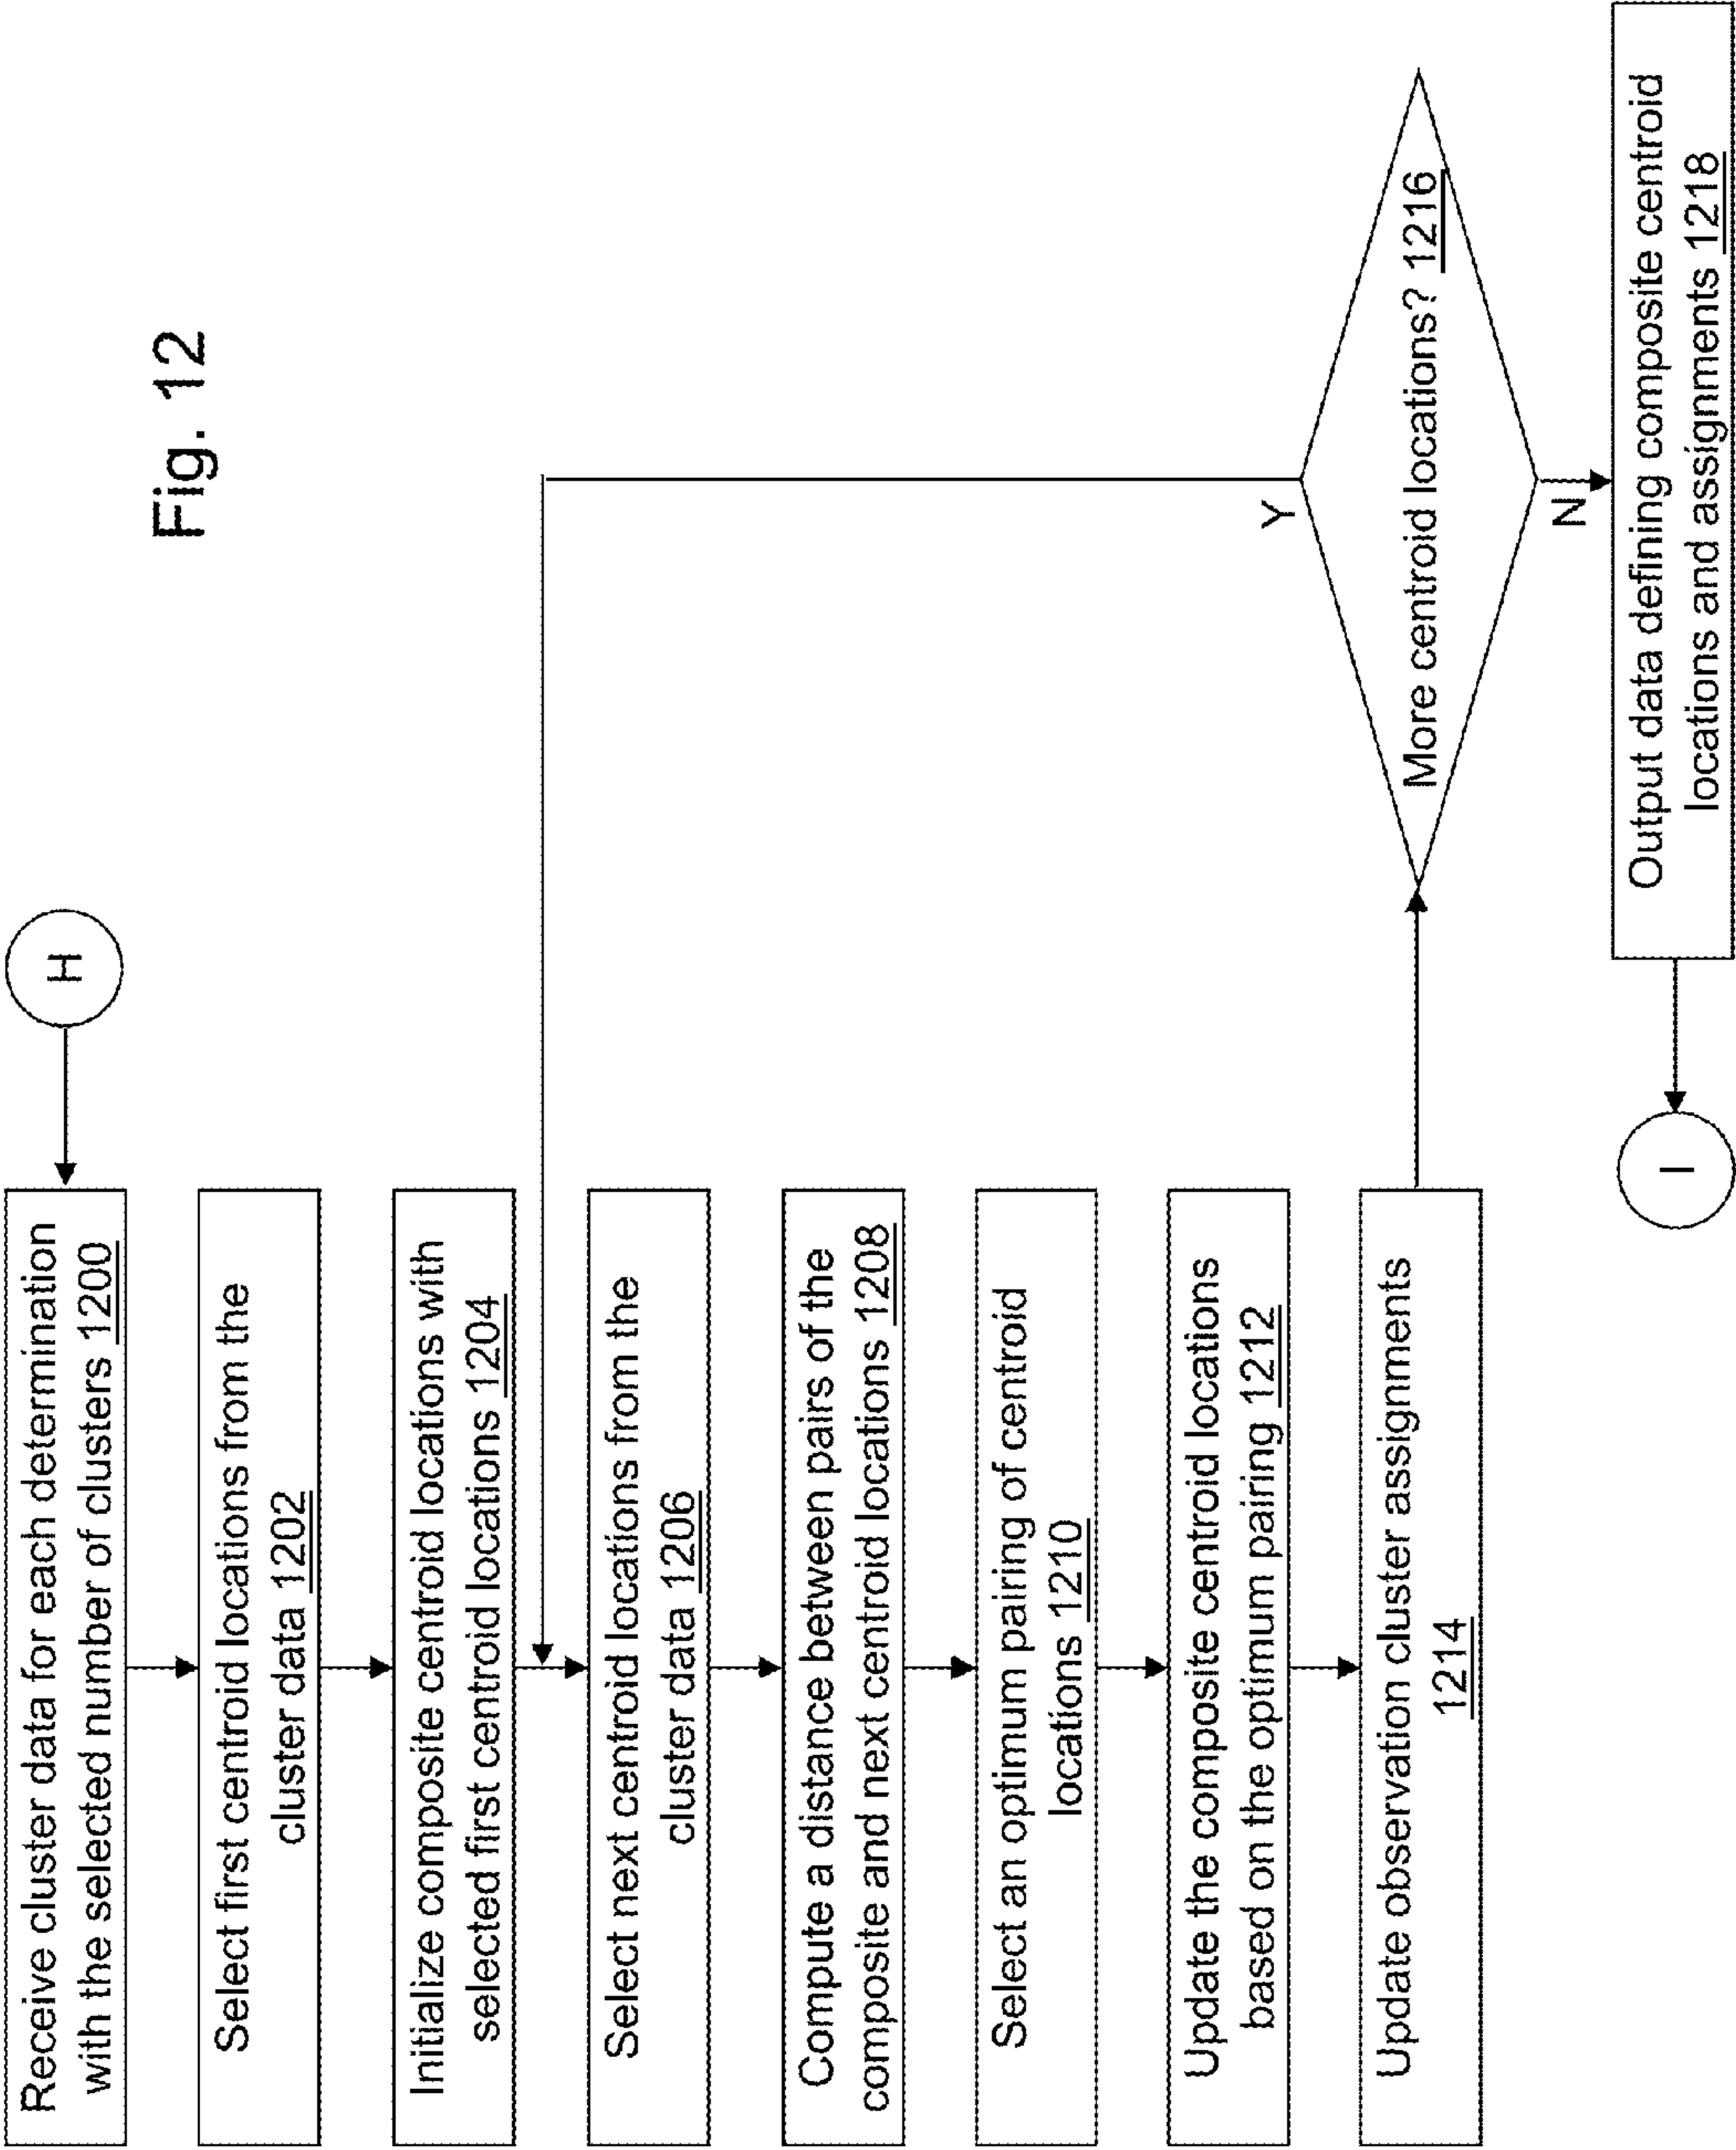 Fig. 12
H
Receive cluster data for each determination
with the selected number of clusters 1200
Select first centroid locations from the
cluster data 1202
Initialize composite centroid locations with
selected first centroid locations 1204
Select next centroid locations from the
cluster data 1206
Compute a distance between pairs of the
composite and next centroid locations 1208
Select an optimum pairing of centroid
locations 1210
Update the composite centroid locations
based on the optimum pairing 1212
Update observation cluster assignments
1214
More centroid locations? 1216
Y
N
Output data defining composite centroid
locations and assignments 1218
I